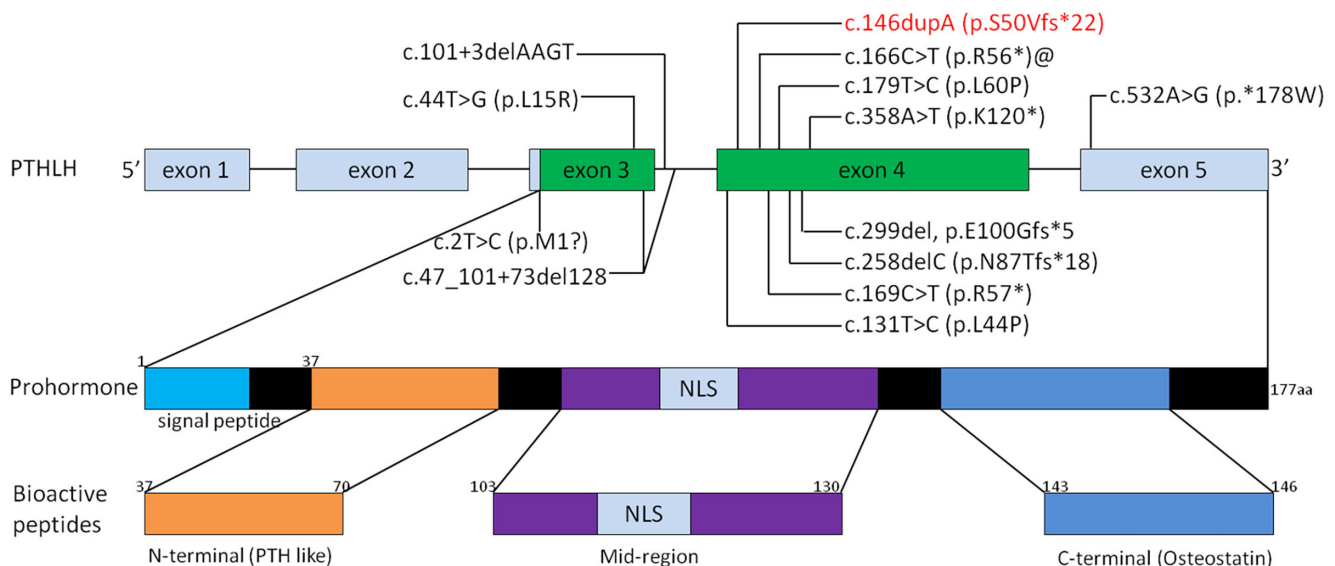 c.146dupA (p.S50Vfs*22)
c.101+3delAAGT
c.166C>T (p.R56*)@
c.44T>G (p.L15R)
c.179T>C (p.L60P)
c.532A>G (p.*178W)
c.358A>T (p.K120*)
PTHLH 5’ exon 1 exon 2 exon 3 exon 4 exon 5 3’
c.2T>C (p.M1?)
c.299del, p.E100Gfs*5
c.47_101+73del128
c.258delC (p.N87Tfs*18)
c.169C>T (p.R57*)
c.131T>C (p.L44P)
1 37
Prohormone NLS 177aa
signal peptide
37 70 103 130 143 146
Bioactive
peptides
NLS
N-terminal (PTH like) Mid-region C-terminal (Osteostatin)